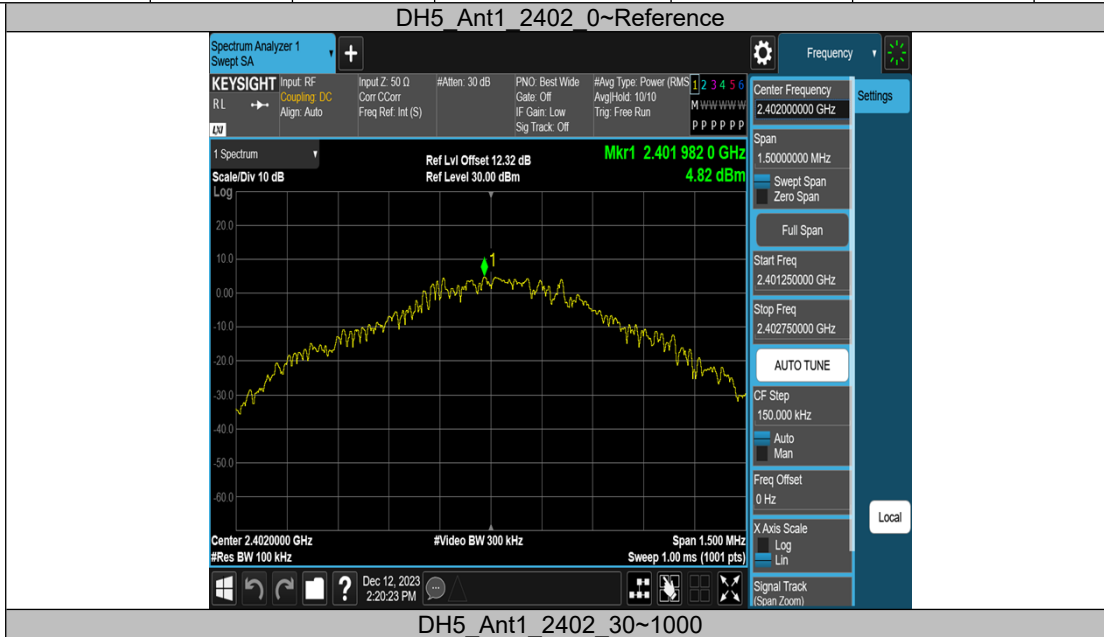 DH5_Ant1_2402_0~Reference
Spectrum Analyzer 1
Swept SA
+
Frequency
KEYSIGHT
RL
LXI
Input: RF
Coupling: DC
Align: Auto
Input Z: 50 Ω
Corr CCorr
Freq Ref: Int (S)
#Atten: 30 dB
PNO: Best Wide
Gate: Off
IF Gain: Low
Sig Track: Off
#Avg Type: Power (RMS
Avg|Hold: 10/10
Trig: Free Run
1 2 3 4 5 6
M W W W W W
P P P P P P
1 Spectrum
Scale/Div 10 dB
Log
Ref Lvl Offset 12.32 dB
Ref Level 30.00 dBm
Mkr1 2.401 982 0 GHz
4.82 dBm
20.0
10.0
0.00
-10.0
-20.0
-30.0
-40.0
-50.0
-60.0
1
Center 2.4020000 GHz
#Res BW 100 kHz
#Video BW 300 kHz
Span 1.500 MHz
Sweep 1.00 ms (1001 pts)
Center Frequency
2.402000000 GHz
Span
1.50000000 MHz
Swept Span
Zero Span
Full Span
Start Freq
2.401250000 GHz
Stop Freq
2.402750000 GHz
AUTO TUNE
CF Step
150.000 kHz
Auto
Man
Freq Offset
0 Hz
X Axis Scale
Log
Lin
Signal Track
(Span Zoom)
Settings
Local
?
Dec 12, 2023
2:20:23 PM
DH5_Ant1_2402_30~1000